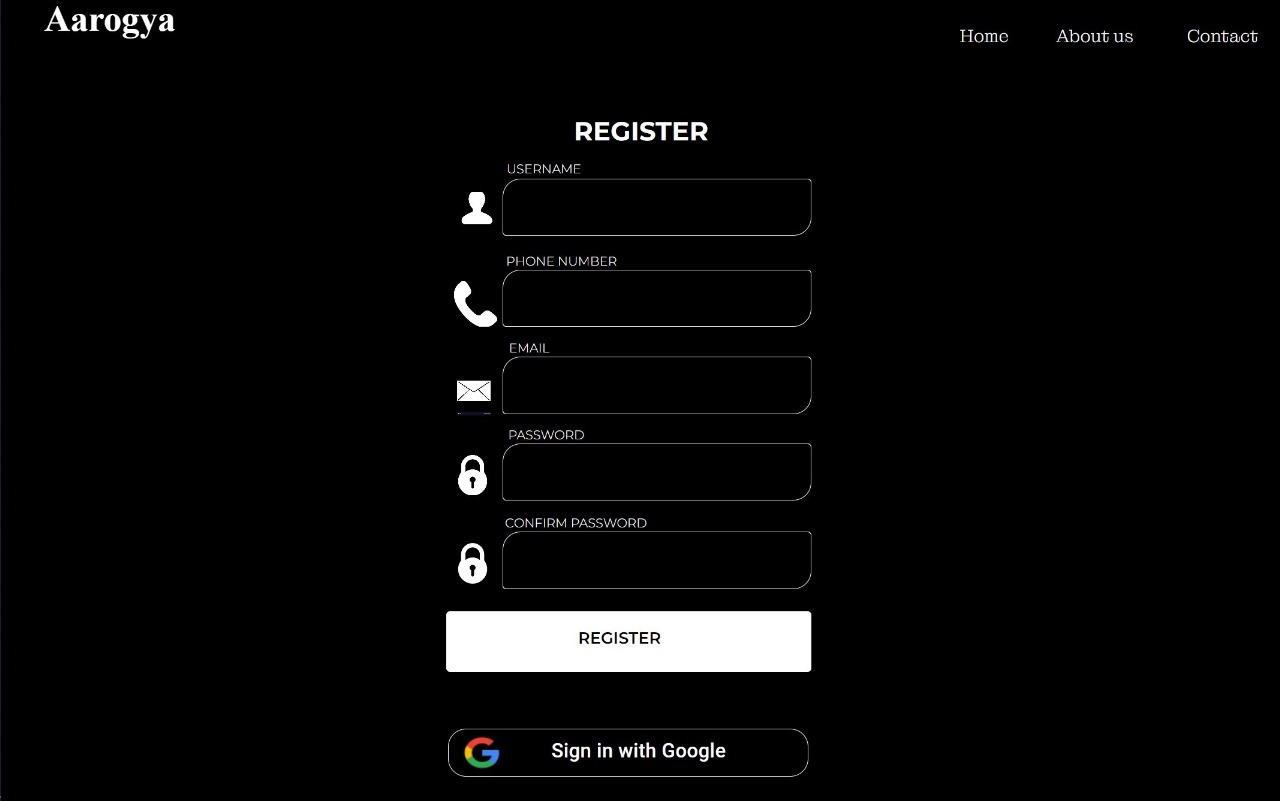 Aarogya
Home About us Contact
REGISTER
USERNAME
PHONE NUMBER
EMAIL
PASSWORD
CONFIRM PASSWORD
REGISTER
Sign in with Google